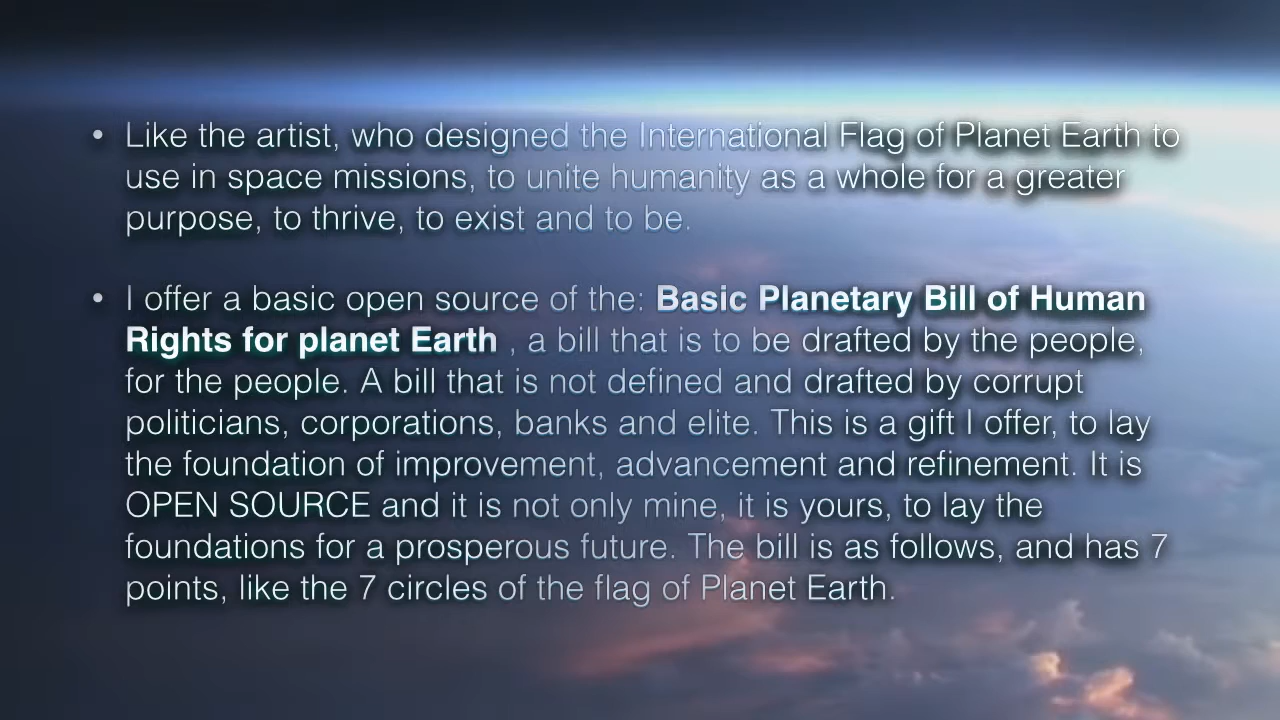 • Like the artist, who designed the International Flag of Planet Earth to
use in space missions, to unite humanity as a whole for a greater
purpose, to thrive, to exist and to be.
• I offer a basic open source of the: Basic Planetary Bill of Human
Rights for planet Earth , a bill that is to be drafted by the people,
for the people. A bill that is not defined and drafted by corrupt
politicians, corporations, banks and elite. This is a gift I offer, to lay
the foundation of improvement, advancement and refinement. It is
OPEN SOURCE and it is not only mine, it is yours, to lay the
foundations for a prosperous future. The bill is as follows, and has 7
points, like the 7 circles of the flag of Planet Earth.